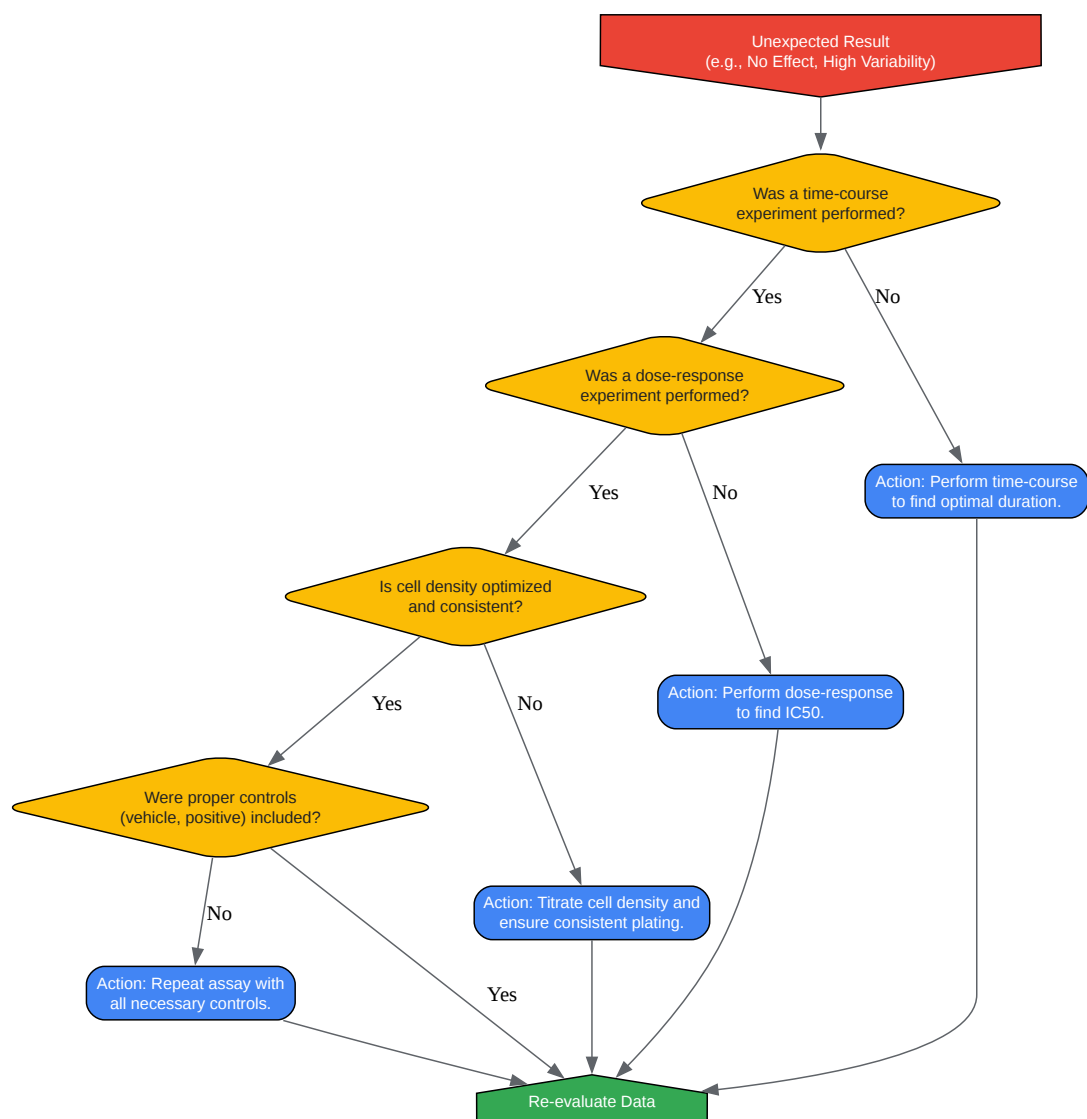 Unexpected Result
(e.g., No Effect, High Variability)
Was a time-course
experiment performed?
Yes
No
Was a dose-response
experiment performed?
Yes
No
Action: Perform time-course
to find optimal duration.
Is cell density optimized
and consistent?
Yes
No
Action: Perform dose-response
to find IC50.
Were proper controls
(vehicle, positive) included?
No
Yes
Action: Titrate cell density and
ensure consistent plating.
Action: Repeat assay with
all necessary controls.
Re-evaluate Data